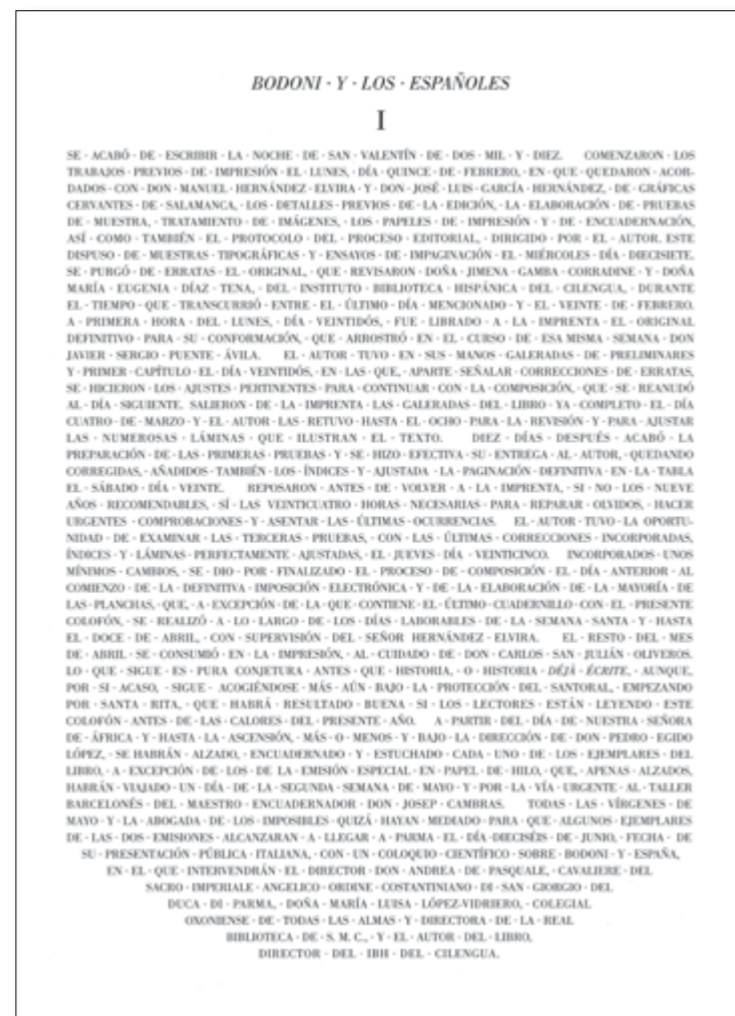 BODONI · Y · LOS · ESPAÑOLES
I
SE · ACABÓ · DE · ESCRIBIR · LA · NOCHE · DE · SAN · VALENTÍN · DE · DOS · MIL · Y · DIEZ. COMENZARON · LOS
TRABAJOS · PREVIOS · DE · IMPRESIÓN · EL · LUNES, · DÍA · QUINCE · DE · FEBRERO, · EN · QUE · QUEDARON · ACOR-
DADOS · CON · DON · MANUEL · HERNÁNDEZ · ELVIRA · Y · DON · JOSÉ · LUIS · GARCÍA · HERNÁNDEZ, · DE · GRÁFICAS
CERVANTES · DE · SALAMANCA, · LOS · DETALLES · PREVIOS · DE · LA · EDICIÓN, · LA · ELABORACIÓN · DE · PRUEBAS
DE · MUESTRA, · TRATAMIENTO · DE · IMÁGENES, · LOS · PAPELES · DE · IMPRESIÓN · Y · DE · ENCUADERNACIÓN,
ASÍ · COMO · TAMBIÉN · EL · PROTOCOLO · DEL · PROCESO · EDITORIAL, · DIRIGIDO · POR · EL · AUTOR. ESTE
DISPUSO · DE · MUESTRAS · TIPOGRÁFICAS · Y · ENSAYOS · DE · IMPAGINACIÓN · EL · MIÉRCOLES · DÍA · DIECISIETE.
SE · PURGÓ · DE · ERRATAS · EL · ORIGINAL, · QUE · REVISARON · DOÑA · JIMENA · GAMBA · CORRADINE · Y · DOÑA
MARÍA · EUGENIA · DÍAZ · TENA, · DEL · INSTITUTO · BIBLIOTECA · HISPÁNICA · DEL · CILENGUA, · DURANTE
EL · TIEMPO · QUE · TRANSCURRIÓ · ENTRE · EL · ÚLTIMO · DÍA · MENCIONADO · Y · EL · VEINTE · DE · FEBRERO.
A · PRIMERA · HORA · DEL · LUNES, · DÍA · VEINTIDÓS, · FUE · LIBRADO · A · LA · IMPRENTA · EL · ORIGINAL
DEFINITIVO · PARA · SU · CONFORMACIÓN, · QUE · ARROSTRÓ · EN · EL · CURSO · DE · ESA · MISMA · SEMANA · DON
JAVIER · SERGIO · PUENTE · ÁVILA. EL · AUTOR · TUVO · EN · SUS · MANOS · GALERADAS · DE · PRELIMINARES
Y · PRIMER · CAPÍTULO · EL · DÍA · VEINTIDÓS, · EN · LAS · QUE, · APARTE · SEÑALAR · CORRECCIONES · DE · ERRATAS,
SE · HICIERON · LOS · AJUSTES · PERTINENTES · PARA · CONTINUAR · CON · LA · COMPOSICIÓN, · QUE · SE · REANUDÓ
AL · DÍA · SIGUIENTE. SALIERON · DE · LA · IMPRENTA · LAS · GALERADAS · DEL · LIBRO · YA · COMPLETO · EL · DÍA
CUATRO · DE · MARZO · Y · EL · AUTOR · LAS · RETUVO · HASTA · EL · OCHO · PARA · LA · REVISIÓN · Y · PARA · AJUSTAR
LAS · NUMEROSAS · LÁMINAS · QUE · ILUSTRAN · EL · TEXTO. DIEZ · DÍAS · DESPUÉS · ACABÓ · LA
PREPARACIÓN · DE · LAS · PRIMERAS · PRUEBAS · Y · SE · HIZO · EFECTIVA · SU · ENTREGA · AL · AUTOR, · QUEDANDO
CORREGIDAS, · AÑADIDOS · TAMBIÉN · LOS · ÍNDICES · Y · AJUSTADA · LA · PAGINACIÓN · DEFINITIVA · EN · LA · TABLA
EL · SÁBADO · DÍA · VEINTE. REPOSARON · ANTES · DE · VOLVER · A · LA · IMPRENTA, · SI · NO · LOS · NUEVE
AÑOS · RECOMENDABLES, · SÍ · LAS · VEINTICUATRO · HORAS · NECESARIAS · PARA · REPARAR · OLVIDOS, · HACER
URGENTES · COMPROBACIONES · Y · ASENTAR · LAS · ÚLTIMAS · OCURRENCIAS. EL · AUTOR · TUVO · LA · OPORTU-
NIDAD · DE · EXAMINAR · LAS · TERCERAS · PRUEBAS, · CON · LAS · ÚLTIMAS · CORRECCIONES · INCORPORADAS,
ÍNDICES · Y · LÁMINAS · PERFECTAMENTE · AJUSTADAS, · EL · JUEVES · DÍA · VEINTICINCO. INCORPORADOS · UNOS
MÍNIMOS · CAMBIOS, · SE · DIO · POR · FINALIZADO · EL · PROCESO · DE · COMPOSICIÓN · EL · DÍA · ANTERIOR · AL
COMIENZO · DE · LA · DEFINITIVA · IMPOSICIÓN · ELECTRÓNICA · Y · DE · LA · ELABORACIÓN · DE · LA · MAYORÍA · DE
LAS · PLANCHAS, · QUE, · A · EXCEPCIÓN · DE · LA · QUE · CONTIENE · EL · ÚLTIMO · CUADERNILLO · CON · EL · PRESENTE
COLOFÓN, · SE · REALIZÓ · A · LO · LARGO · DE · LOS · DÍAS · LABORABLES · DE · LA · SEMANA · SANTA · Y · HASTA
EL · DOCE · DE · ABRIL, · CON · SUPERVISIÓN · DEL · SEÑOR · HERNÁNDEZ · ELVIRA. EL · RESTO · DEL · MES
DE · ABRIL · SE · CONSUMIÓ · EN · LA · IMPRESIÓN, · AL · CUIDADO · DE · DON · CARLOS · SAN · JULIÁN · OLIVEROS.
LO · QUE · SIGUE · ES · PURA · CONJETURA · ANTES · QUE · HISTORIA, · O · HISTORIA · DÉJÀ · ÉCRITE, · AUNQUE,
POR · SI · ACASO, · SIGUE · ACOGIÉNDOSE · MÁS · AÚN · BAJO · LA · PROTECCIÓN · DEL · SANTORAL, · EMPEZANDO
POR · SANTA · RITA, · QUE · HABRÁ · RESULTADO · BUENA · SI · LOS · LECTORES · ESTÁN · LEYENDO · ESTE
COLOFÓN · ANTES · DE · LAS · CALORES · DEL · PRESENTE · AÑO. A · PARTIR · DEL · DÍA · DE · NUESTRA · SEÑORA
DE · ÁFRICA · Y · HASTA · LA · ASCENSIÓN, · MÁS · O · MENOS · Y · BAJO · LA · DIRECCIÓN · DE · DON · PEDRO · EGIDO
LÓPEZ, · SE HABRÁN · ALZADO, · ENCUADERNADO · Y · ESTUCHADO · CADA · UNO · DE · LOS · EJEMPLARES · DEL
LIBRO, · A · EXCEPCIÓN · DE · LOS · DE · LA · EMISIÓN · ESPECIAL · EN · PAPEL · DE · HILO, · QUE, · APENAS · ALZADOS,
HABRÁN · VIAJADO · UN · DÍA · DE · LA · SEGUNDA · SEMANA · DE · MAYO · Y · POR · LA · VÍA · URGENTE · AL · TALLER
BARCELONÉS · DEL · MAESTRO · ENCUADERNADOR · DON · JOSEP · CAMBRAS. TODAS · LAS · VÍRGENES · DE
MAYO · Y · LA · ABOGADA · DE · LOS · IMPOSIBLES · QUIZÁ · HAYAN · MEDIADO · PARA · QUE · ALGUNOS · EJEMPLARES
DE · LAS · DOS · EMISIONES · ALCANZARAN · A · LLEGAR · A · PARMA · EL · DÍA · DIECISÉIS · DE · JUNIO, · FECHA · DE
SU · PRESENTACIÓN · PÚBLICA · ITALIANA, · CON · UN · COLOQUIO · CIENTÍFICO · SOBRE · BODONI · Y · ESPAÑA,
EN · EL · QUE · INTERVENDRÁN · EL · DIRECTOR · DON · ANDREA · DE · PASQUALE, · CAVALIERE · DEL
SACRO · IMPERIALE · ANGELICO · ORDINE · COSTANTINIANO · DI · SAN · GIORGIO · DEL
DUCA · DI · PARMA, · DOÑA · MARÍA · LUISA · LÓPEZ-VIDRIERO, · COLEGIAL
OXONIENSE · DE · TODAS · LAS · ALMAS · Y · DIRECTORA · DE · LA · REAL
BIBLIOTECA · DE · S. M. C., · Y · EL · AUTOR · DEL · LIBRO,
DIRECTOR · DEL · IBH · DEL · CILENGUA.